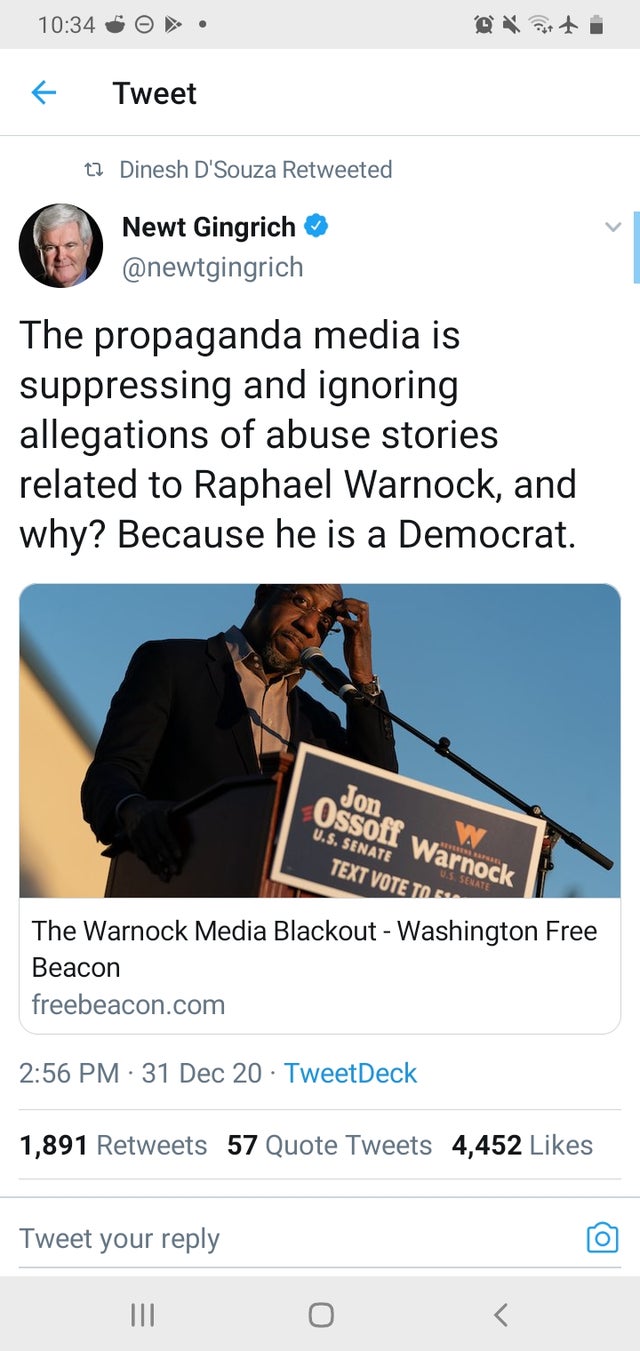 10:34
Tweet
Dinesh D'Souza Retweeted
Newt Gingrich
@newtgingrich
The propaganda media is
suppressing and ignoring
allegations of abuse stories
related to Raphael Warnock, and
why? Because he is a Democrat.
Jon
Ossoff
U.S. SENATE
W
REVEREND RAPHAEL
Warnock
U.S. SENATE
TEXT VOTE TO
The Warnock Media Blackout - Washington Free
Beacon
freebeacon.com
2:56 PM · 31 Dec 20 · TweetDeck
1,891 Retweets 57 Quote Tweets 4,452 Likes
Tweet your reply